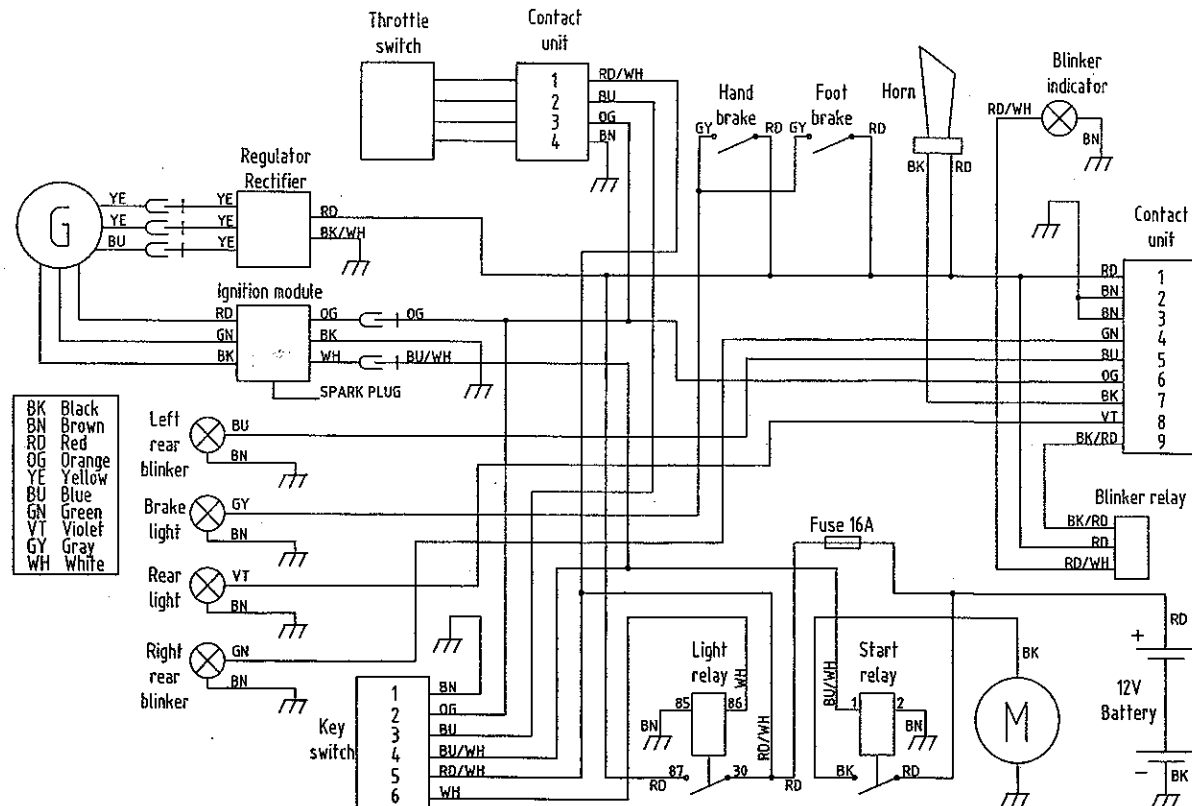 Throttle
switch
Contact
unit
1
2
3
4
RD/WH
BU
OG
BN
Hand
brake
GY
RD
Foot
brake
GY
RD
Horn
BK
RD
Blinker
indicator
RD/WH
BN
G
YE
YE
BU
YE
YE
YE
Regulator
Rectifier
RD
BK/WH
ignition module
RD
GN
BK
OG
OG
BK
WH
BU/WH
SPARK PLUG
Contact
unit
RD
BN
BN
GN
BU
OG
BK
VT
BK/RD
1
2
3
4
5
6
7
8
9
BK Black
BN Brown
RD Red
OG Orange
YE Yellow
BU Blue
GN Green
VT Violet
GY Gray
WH White
Left
rear
blinker
BU
BN
Brake
light
GY
BN
Rear
light
VT
BN
Right
rear
blinker
GN
BN
Blinker relay
BK/RD
RD
RD/WH
Fuse 16A
Key
switch
1
2
3
4
5
6
BN
OG
BU
BU/WH
RD/WH
WH
Light
relay
85
86
BN
WH
RD/WH
RD
87
30
RD
Start
relay
BU/WH
1
2
BN
BK
RD
BK
M
RD
+
12V
Battery
-
BK